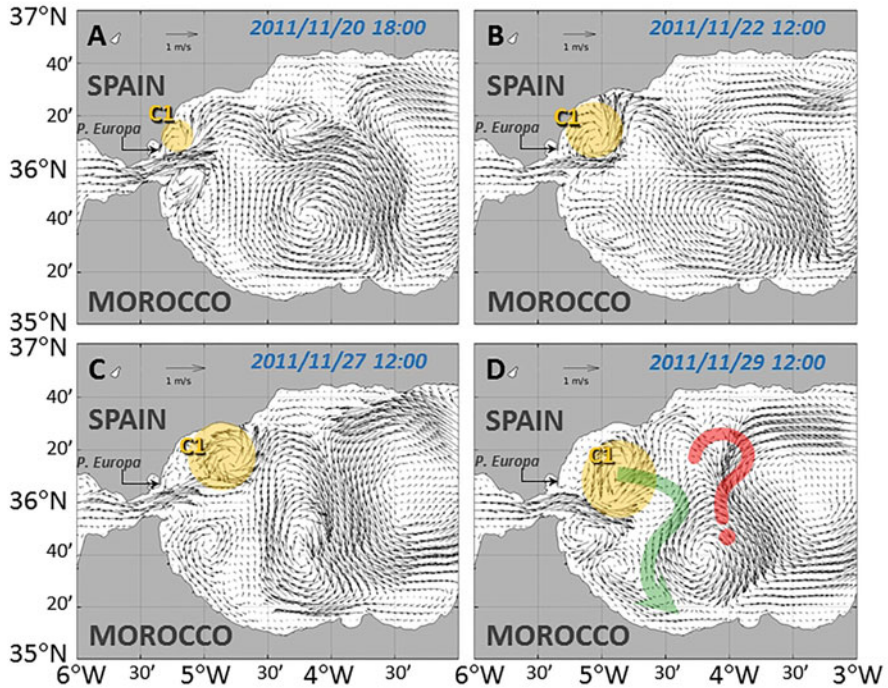 37°N
A
1 m/s
2011/11/20 18:00
40'
SPAIN
C1
20'
P. Europa
36°N
40'
20'
MOROCCO
35°N
B
1 m/s
2011/11/22 12:00
SPAIN
C1
P. Europa
MOROCCO
37°N
C
1 m/s
2011/11/27 12:00
40'
SPAIN
C1
20'
P. Europa
36°N
40'
20'
MOROCCO
35°N
6°W 30' 5°W 30' 4°W 30'
D
1 m/s
2011/11/29 12:00
SPAIN
C1
P. Europa
?
MOROCCO
6°W 30' 5°W 30' 4°W 30' 3°W